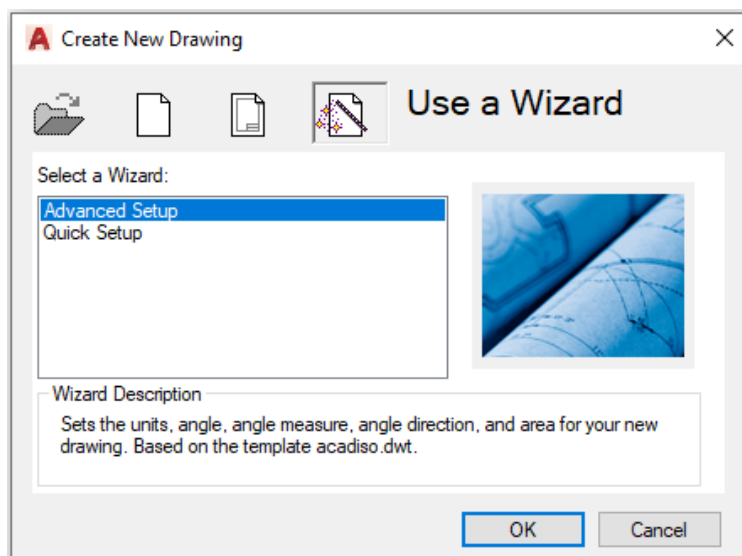 Create New Drawing
Use a Wizard
Select a Wizard:
Advanced Setup
Quick Setup
Wizard Description
Sets the units, angle, angle measure, angle direction, and area for your new
drawing. Based on the template acadiso.dwt.
OK Cancel